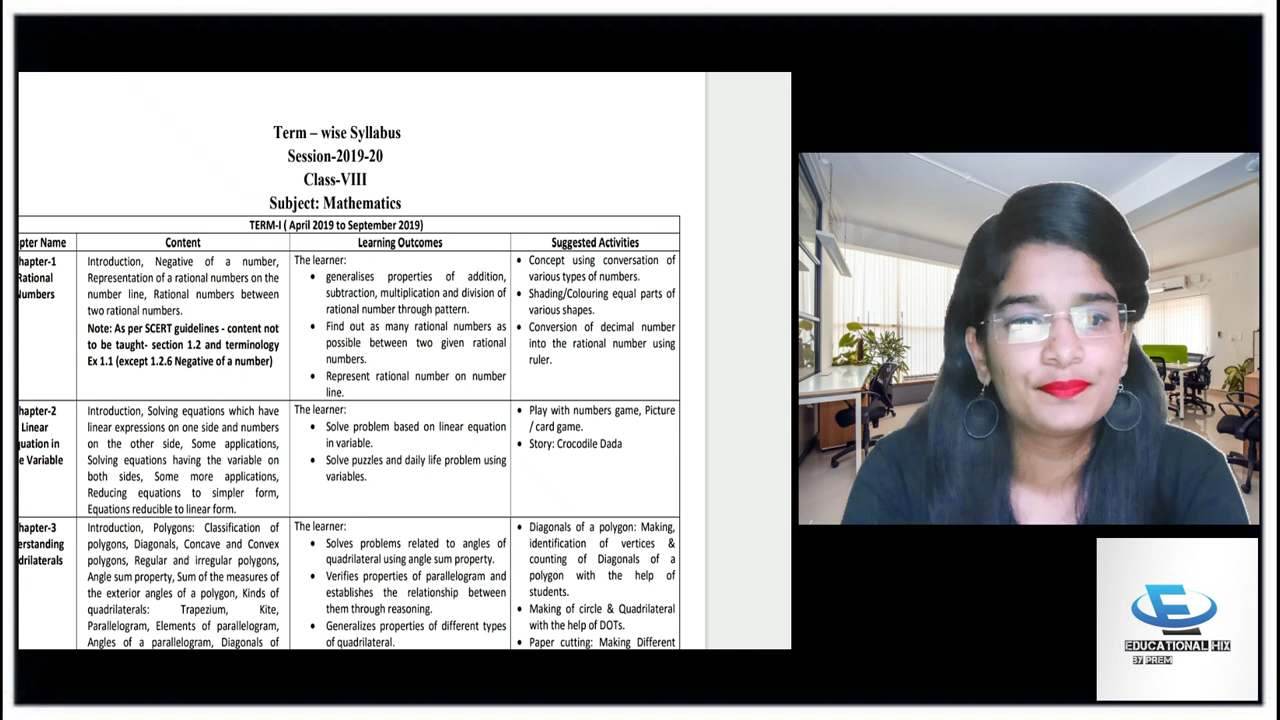 Term – wise Syllabus
Session-2019-20
Class-VIII
Subject: Mathematics
TERM-I ( April 2019 to September 2019)
pter Name
Content
Learning Outcomes
Suggested Activities
hapter-1
Rational
Numbers
Introduction, Negative of a number,
Representation of a rational numbers on the
number line, Rational numbers between
two rational numbers.
Note: As per SCERT guidelines - content not
to be taught- section 1.2 and terminology
Ex 1.1 (except 1.2.6 Negative of a number)
The learner:
• generalises properties of addition,
subtraction, multiplication and division of
rational number through pattern.
• Find out as many rational numbers as
possible between two given rational
numbers.
• Represent rational number on number
line.
• Concept using conversation of
various types of numbers.
• Shading/Colouring equal parts of
various shapes.
• Conversion of decimal number
into the rational number using
ruler.
hapter-2
Linear
uation in
e Variable
Introduction, Solving equations which have
linear expressions on one side and numbers
on the other side, Some applications,
Solving equations having the variable on
both sides, Some more applications,
Reducing equations to simpler form,
Equations reducible to linear form.
The learner:
• Solve problem based on linear equation
in variable.
• Solve puzzles and daily life problem using
variables.
• Play with numbers game, Picture
/ card game.
• Story: Crocodile Dada
hapter-3
erstanding
drilaterals
Introduction, Polygons: Classification of
polygons, Diagonals, Concave and Convex
polygons, Regular and irregular polygons,
Angle sum property, Sum of the measures of
the exterior angles of a polygon, Kinds of
quadrilaterals: Trapezium, Kite,
Parallelogram, Elements of parallelogram,
Angles of a parallelogram, Diagonals of
The learner:
• Solves problems related to angles of
quadrilateral using angle sum property.
• Verifies properties of parallelogram and
establishes the relationship between
them through reasoning.
• Generalizes properties of different types
of quadrilateral.
• Diagonals of a polygon: Making,
identification of vertices &
counting of Diagonals of a
polygon with the help of
students.
• Making of circle & Quadrilateral
with the help of DOTs.
• Paper cutting: Making Different
E
EDUCATIONAL HIX
BY PREM